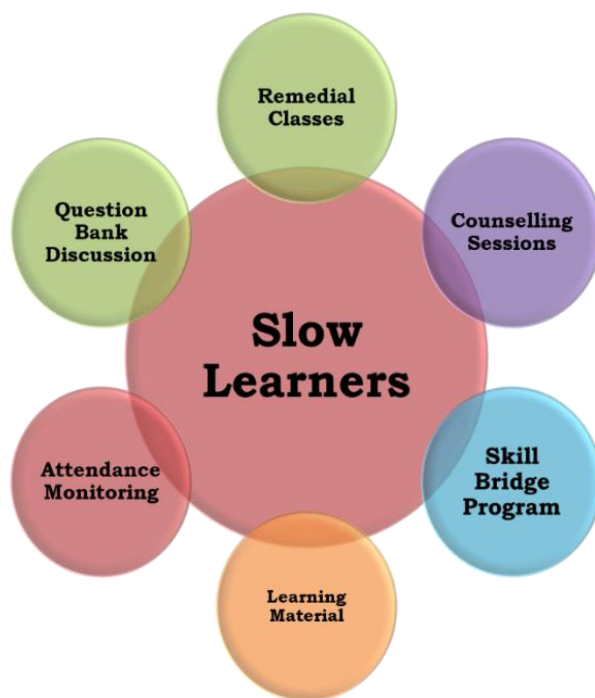 Remedial
Classes
Counselling
Sessions
Skill
Bridge
Program
Learning
Material
Attendance
Monitoring
Question
Bank
Discussion
Slow
Learners